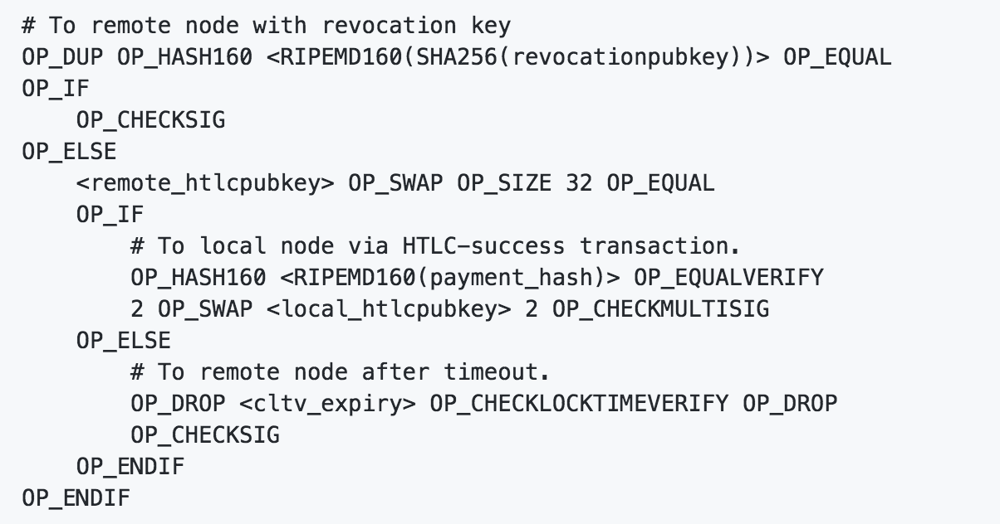 # To remote node with revocation key
OP_DUP OP_HASH160 <RIPEMD160(SHA256(revocationpubkey))> OP_EQUAL
OP_IF
    OP_CHECKSIG
OP_ELSE
    <remote_htlcpubkey> OP_SWAP OP_SIZE 32 OP_EQUAL
    OP_IF
        # To local node via HTLC-success transaction.
        OP_HASH160 <RIPEMD160(payment_hash)> OP_EQUALVERIFY
        2 OP_SWAP <local_htlcpubkey> 2 OP_CHECKMULTISIG
    OP_ELSE
        # To remote node after timeout.
        OP_DROP <cltv_expiry> OP_CHECKLOCKTIMEVERIFY OP_DROP
        OP_CHECKSIG
    OP_ENDIF
OP_ENDIF